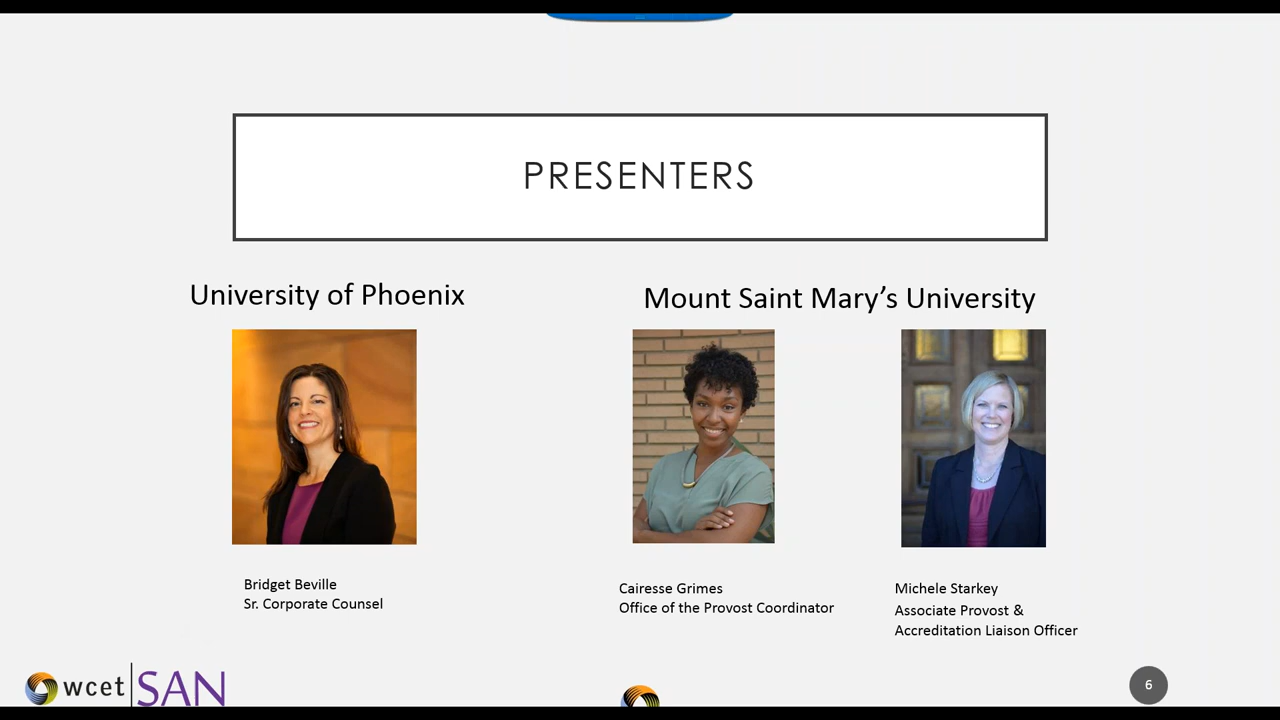 PRESENTERS
University of Phoenix
Mount Saint Mary’s University
Bridget Beville
Sr. Corporate Counsel
Cairesse Grimes
Office of the Provost Coordinator
Michele Starkey
Associate Provost &
Accreditation Liaison Officer
wcet SAN
6